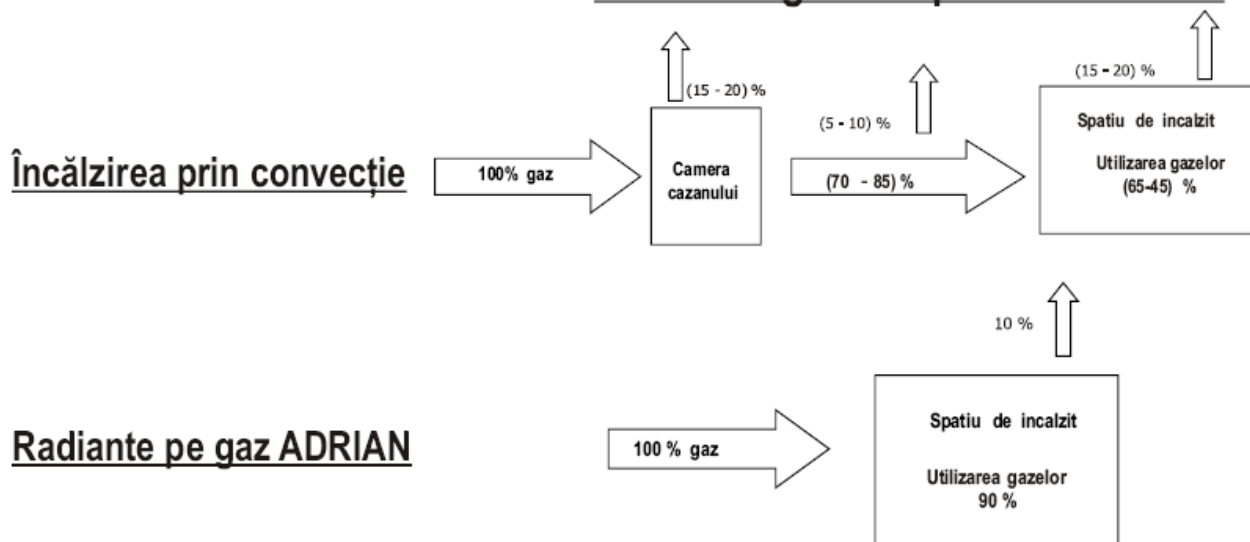 (15 - 20) %
(15 - 20) %
(5 - 10) %
Spatiu de incalzit
Încălzirea prin convecție
100% gaz
Camera
cazanului
(70 - 85) %
Utilizarea gazelor
(65-45) %
10 %
Radiante pe gaz ADRIAN
100 % gaz
Spatiu de incalzit
Utilizarea gazelor
90 %